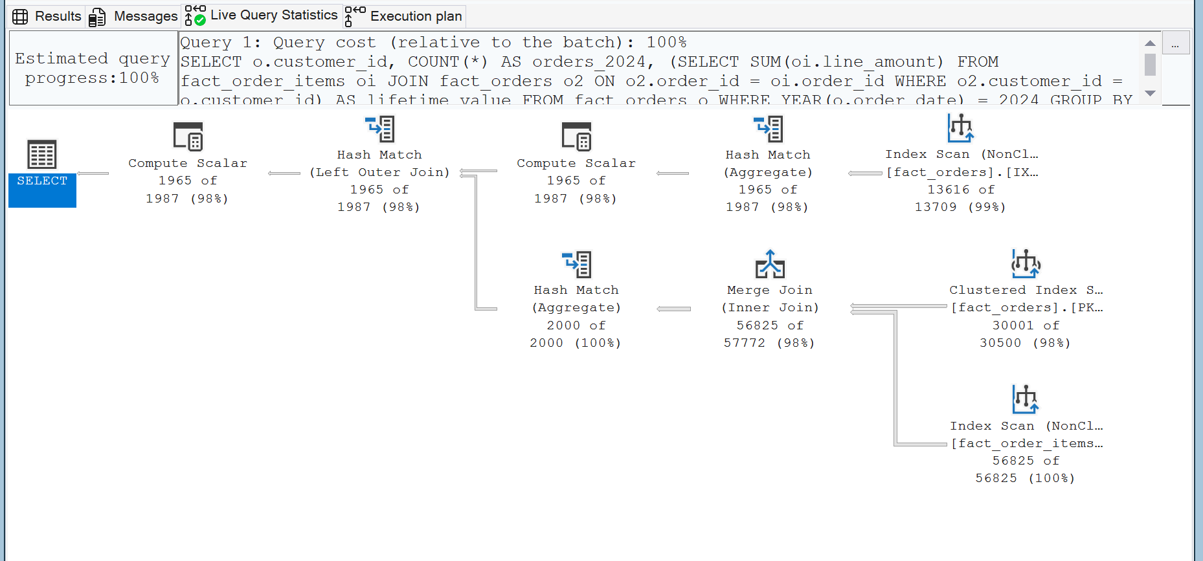 Results Messages Live Query Statistics Execution plan
Estimated query
progress:100%
Query 1: Query cost (relative to the batch): 100%
SELECT o.customer_id, COUNT(*) AS orders_2024, (SELECT SUM(oi.line_amount) FROM
fact_order_items oi JOIN fact_orders o2 ON o2.order_id = oi.order_id WHERE o2.customer_id =
o.customer_id) AS lifetime_value FROM fact_orders o WHERE YEAR(o.order_date) = 2024 GROUP BY
...
SELECT
Compute Scalar
1965 of
1987 (98%)
Hash Match
(Left Outer Join)
1965 of
1987 (98%)
Compute Scalar
1965 of
1987 (98%)
Hash Match
(Aggregate)
1965 of
1987 (98%)
Index Scan (NonCl…
[fact_orders].[IX…
13616 of
13709 (99%)
Hash Match
(Aggregate)
2000 of
2000 (100%)
Merge Join
(Inner Join)
56825 of
57772 (98%)
Clustered Index S…
[fact_orders].[PK…
30001 of
30500 (98%)
Index Scan (NonCl…
[fact_order_items…
56825 of
56825 (100%)